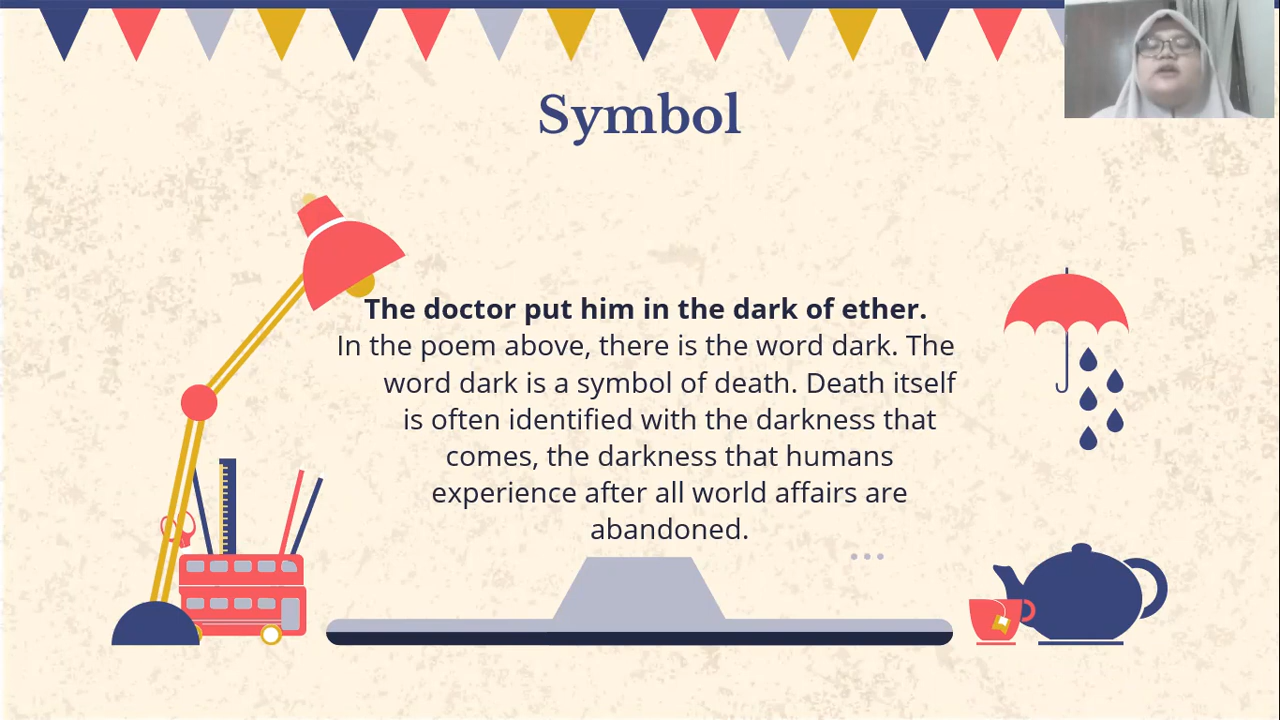 Symbol
The doctor put him in the dark of ether.
In the poem above, there is the word dark. The
word dark is a symbol of death. Death itself
is often identified with the darkness that
comes, the darkness that humans
experience after all world affairs are
abandoned.